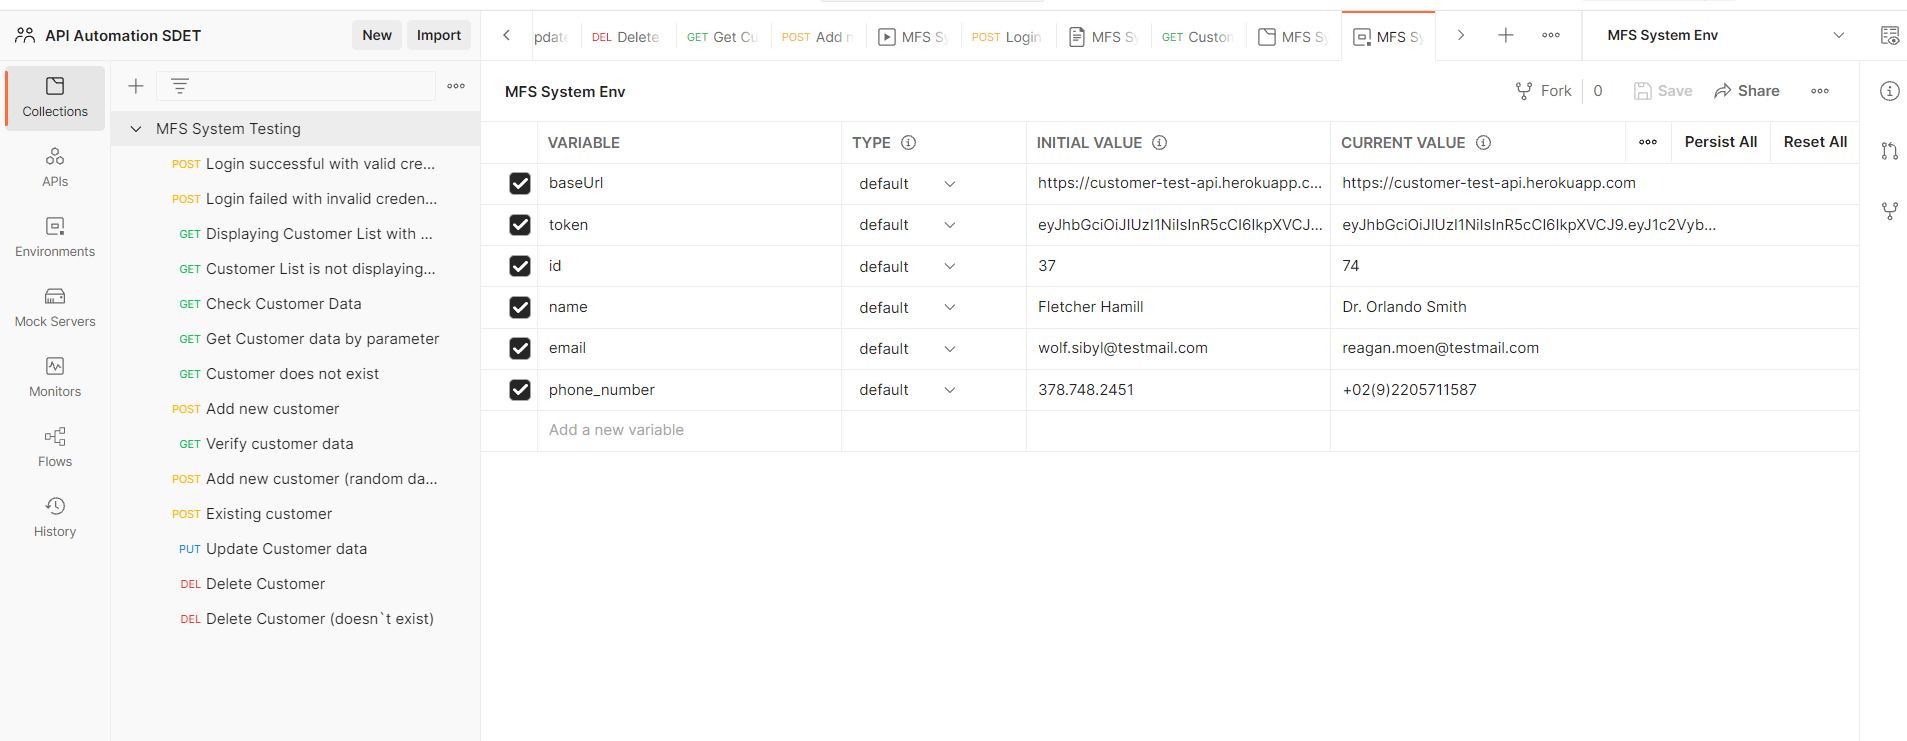 API Automation SDET
New
Import
Collections
APIs
Environments
Mock Servers
Monitors
Flows
History
MFS System Testing
POST Login successful with valid cre...
POST Login failed with invalid creden...
GET Displaying Customer List with ...
GET Customer List is not displaying...
GET Check Customer Data
GET Get Customer data by parameter
GET Customer does not exist
POST Add new customer
GET Verify customer data
POST Add new customer (random da...
POST Existing customer
PUT Update Customer data
DEL Delete Customer
DEL Delete Customer (doesn`t exist)
pdate
DEL Delete
GET Get Cu
POST Add n
MFS Sy
POST Login
MFS Sy
GET Custon
MFS Sy
MFS Sy
MFS System Env
MFS System Env
Fork 0
Save
Share
VARIABLE TYPE INITIAL VALUE CURRENT VALUE Persist All Reset All
baseUrl default https://customer-test-api.herokuapp.c... https://customer-test-api.herokuapp.com
token default eyJhbGciOiJIUzI1NiIsInR5cCI6IkpXVCJ... eyJhbGciOiJIUzI1NiIsInR5cCI6IkpXVCJ9.eyJ1c2Vyb...
id default 37 74
name default Fletcher Hamill Dr. Orlando Smith
email default wolf.sibyl@testmail.com reagan.moen@testmail.com
phone_number default 378.748.2451 +02(9)2205711587
Add a new variable